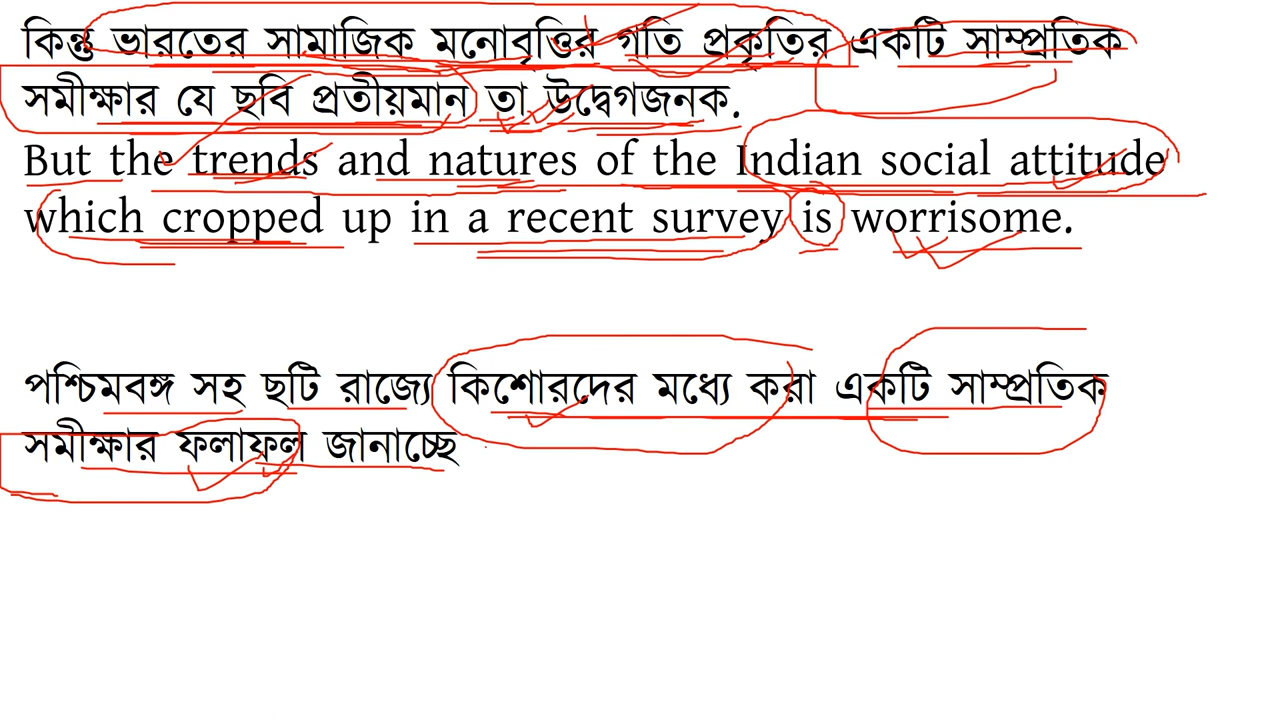 কিন্তু ভারতের সামাজিক মনোবৃত্তির গতি প্রকৃতির একটি সাম্প্রতিক
সমীক্ষার যে ছবি প্রতীয়মান তা উদ্বেগজনক.
But the trends and natures of the Indian social attitude
which cropped up in a recent survey is worrisome.
পশ্চিমবঙ্গ সহ ছটি রাজ্যে কিশোরদের মধ্যে করা একটি সাম্প্রতিক
সমীক্ষার ফলাফল জানাচ্ছে